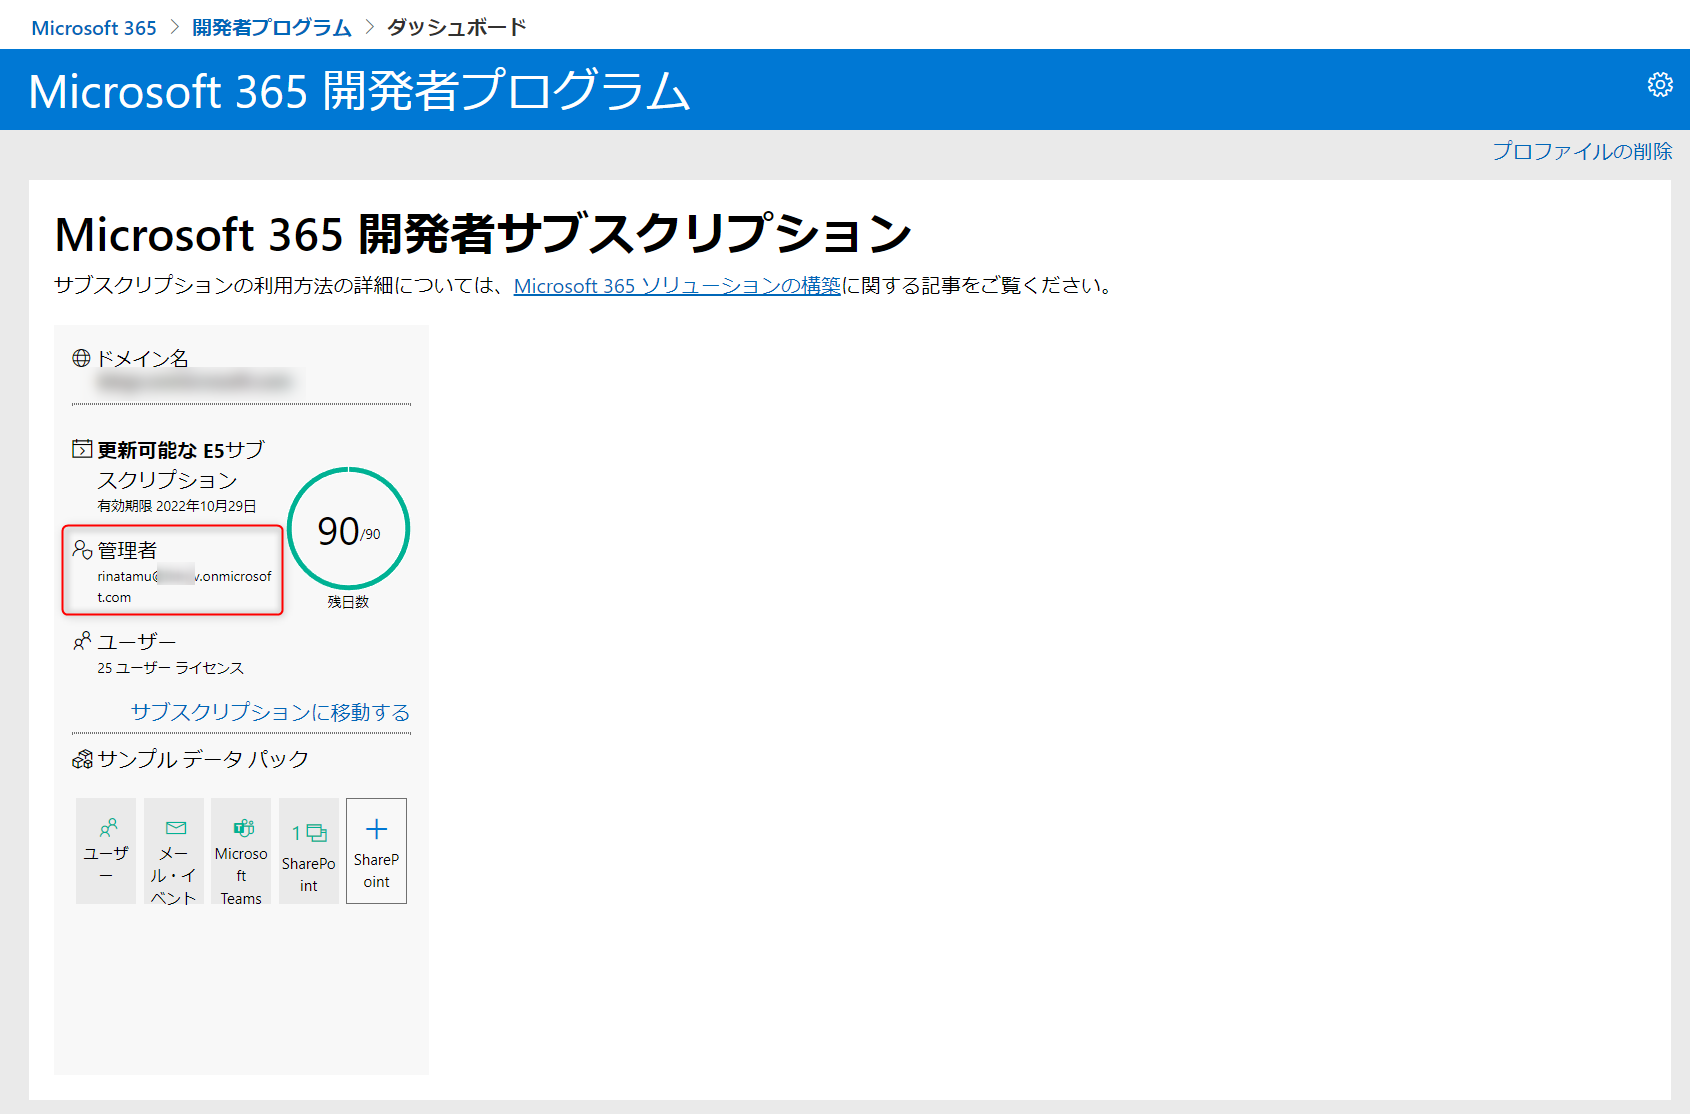 Microsoft 365 > 開発者プログラム > ダッシュボード
Microsoft 365 開発者プログラム
プロファイルの削除
Microsoft 365 開発者サブスクリプション
サブスクリプションの利用方法の詳細については、Microsoft 365 ソリューションの構築に関する記事をご覧ください。
ドメイン名
更新可能な E5サブ
スクリプション
有効期限 2022年10月29日
90/90
残日数
管理者
rinatamu@ v.onmicrosof
t.com
ユーザー
25 ユーザー ライセンス
サブスクリプションに移動する
サンプル データ パック
ユーザ
ー
メー
ル・イ
ベント
Microso
ft
Teams
1
SharePo
int
+
ShareP
oint